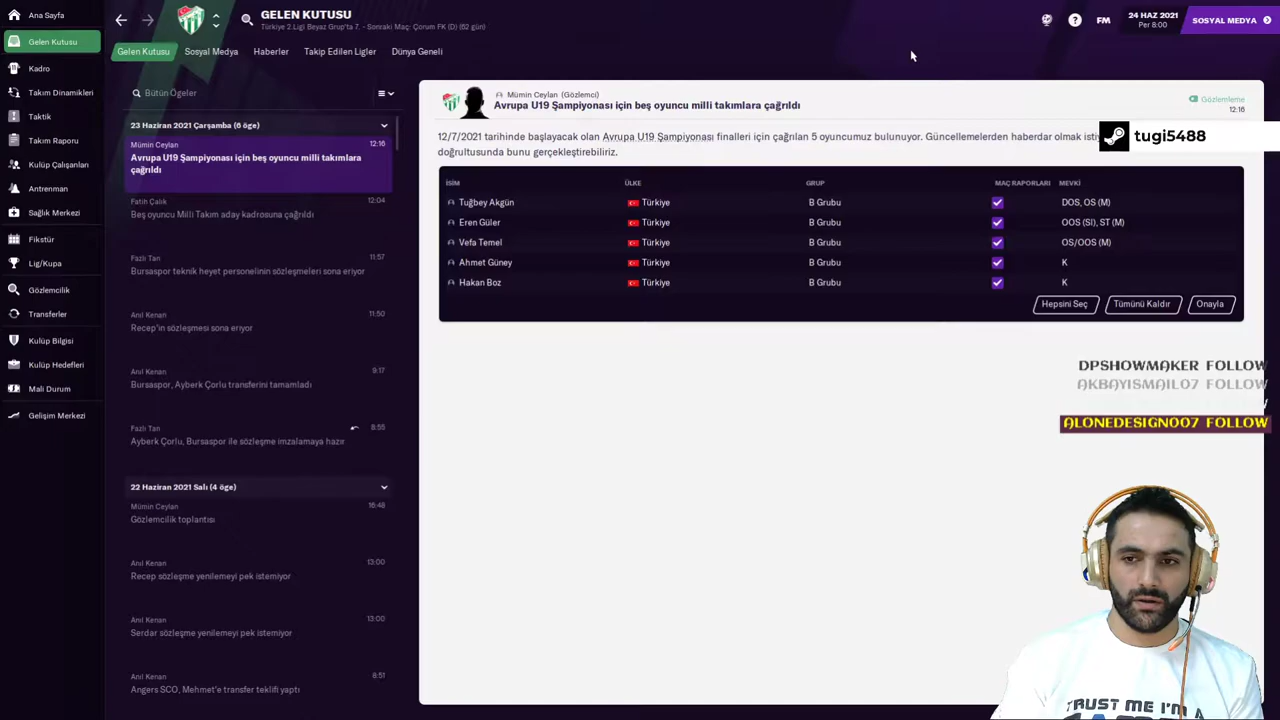 Ana Sayfa
Gelen Kutusu
Kadro
Takım Dinamikleri
Taktik
Takım Raporu
Kulüp Çalışanları
Antrenman
Sağlık Merkezi
Fikstür
Lig/Kupa
Gözlemcilik
Transferler
Kulüp Bilgisi
Kulüp Hedefleri
Mali Durum
Gelişim Merkezi
GELEN KUTUSU
Türkiye 2.Ligi Beyaz Grup'ta 7. - Sonraki Maç: Çorum FK (D) (62 gün)
FM
24 HAZ 2021
Per 8:00
SOSYAL MEDYA
Gelen Kutusu Sosyal Medya Haberler Takip Edilen Ligler Dünya Geneli
Bütün Ögeler
23 Haziran 2021 Çarşamba (6 öge)
Mümin Ceylan 12:16
Avrupa U19 Şampiyonası için beş oyuncu milli takımlara
çağrıldı
Fatih Çalık 12:04
Beş oyuncu Milli Takım aday kadrosuna çağrıldı
Fazlı Tan 11:57
Bursaspor teknik heyet personelinin sözleşmeleri sona eriyor
Anıl Kenan 11:50
Recep'in sözleşmesi sona eriyor
Anıl Kenan 9:17
Bursaspor, Ayberk Çorlu transferini tamamladı
Fazlı Tan 8:55
Ayberk Çorlu, Bursaspor ile sözleşme imzalamaya hazır
22 Haziran 2021 Salı (4 öge)
Mümin Ceylan 16:48
Gözlemcilik toplantısı
Anıl Kenan 13:00
Recep sözleşme yenilemeyi pek istemiyor
Anıl Kenan 13:00
Serdar sözleşme yenilemeyi pek istemiyor
Anıl Kenan 8:51
Angers SCO, Mehmet'e transfer teklifi yaptı
Mümin Ceylan (Gözlemci)
Avrupa U19 Şampiyonası için beş oyuncu milli takımlara çağrıldı
Gözlemleme
12:16
12/7/2021 tarihinde başlayacak olan Avrupa U19 Şampiyonası finalleri için çağrılan 5 oyuncumuz bulunuyor. Güncellemelerden haberdar olmak
doğrultusunda bunu gerçekleştirebiliriz.
tugi5488
İSİM ÜLKE GRUP MAÇ RAPORLARI MEVKİ
Tuğbey Akgün Türkiye B Grubu DOS, OS (M)
Eren Güler Türkiye B Grubu OOS (Sl), ST (M)
Vefa Temel Türkiye B Grubu OS/OOS (M)
Ahmet Güney Türkiye B Grubu K
Hakan Boz Türkiye B Grubu K
Hepsini Seç Tümünü Kaldır Onayla
DPSHOWMAKER FOLLOW
AKBAYISMAIL07 FOLLOW
ALONEDESIGN007 FOLLOW
TRUST ME I'M A